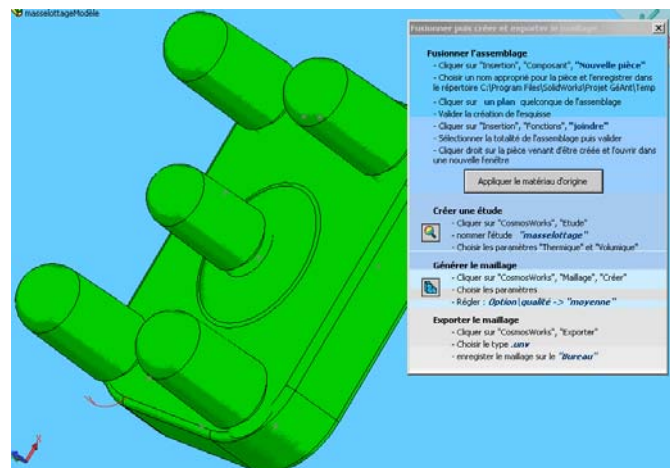 masselottageModèle
Fusionner puis créer et exporter le maillage
Fusionner l'assemblage
- Cliquer sur "Insertion", "Composant", "Nouvelle pièce"
- Choisir un nom approprié pour la pièce et l'enregistrer dans
le répertoire C:\Program Files\SolidWorks\Projet GéAnt\Temp
- Cliquer sur un plan quelconque de l'assemblage
- Valider la création de l'esquisse
- Cliquer sur "Insertion", "Fonctions", "joindre"
- Sélectionner la totalité de l'assemblage puis valider
- Cliquer droit sur la pièce venant d'être créée et l'ouvrir dans
une nouvelle fenêtre
Appliquer le matériau d'origine
Créer une étude
- Cliquer sur "CosmosWorks", "Etude"
- nommer l'étude "masselottage"
- Choisir les paramètres "Thermique" et "Volumique"
Générer le maillage
- Cliquer sur "CosmosWorks", "Maillage", "Créer"
- Choisir les paramètres
- Régler : Option|qualité -> "moyenne"
Exporter le maillage
- Cliquer sur "CosmosWorks", "Exporter"
- Choisir le type .unv
- enregister le maillage sur le "Bureau"